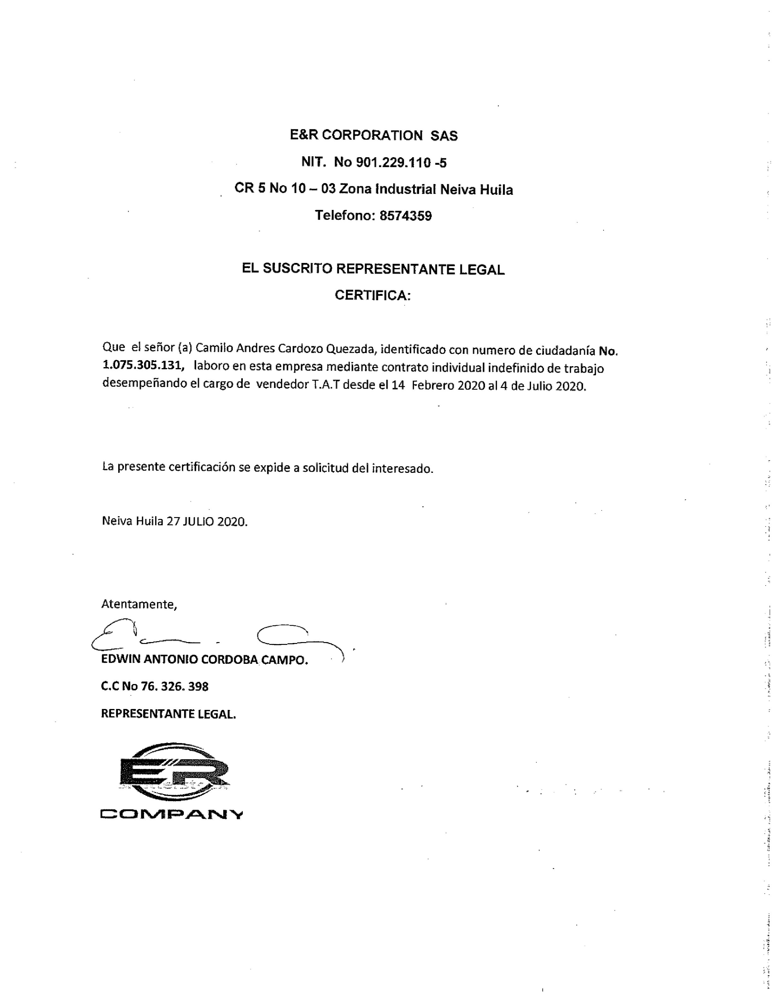 E&R CORPORATION SAS
NIT. No 901.229.110 -5
CR 5 No 10 – 03 Zona Industrial Neiva Huila
Telefono: 8574359
EL SUSCRITO REPRESENTANTE LEGAL
CERTIFICA:
Que el señor (a) Camilo Andres Cardozo Quezada, identificado con numero de ciudadanía No.
1.075.305.131, laboro en esta empresa mediante contrato individual indefinido de trabajo
desempeñando el cargo de vendedor T.A.T desde el 14 Febrero 2020 al 4 de Julio 2020.
La presente certificación se expide a solicitud del interesado.
Neiva Huila 27 JULIO 2020.
Atentamente,
EDWIN ANTONIO CORDOBA CAMPO.
C.C No 76. 326. 398
REPRESENTANTE LEGAL.
ER
COMPANY